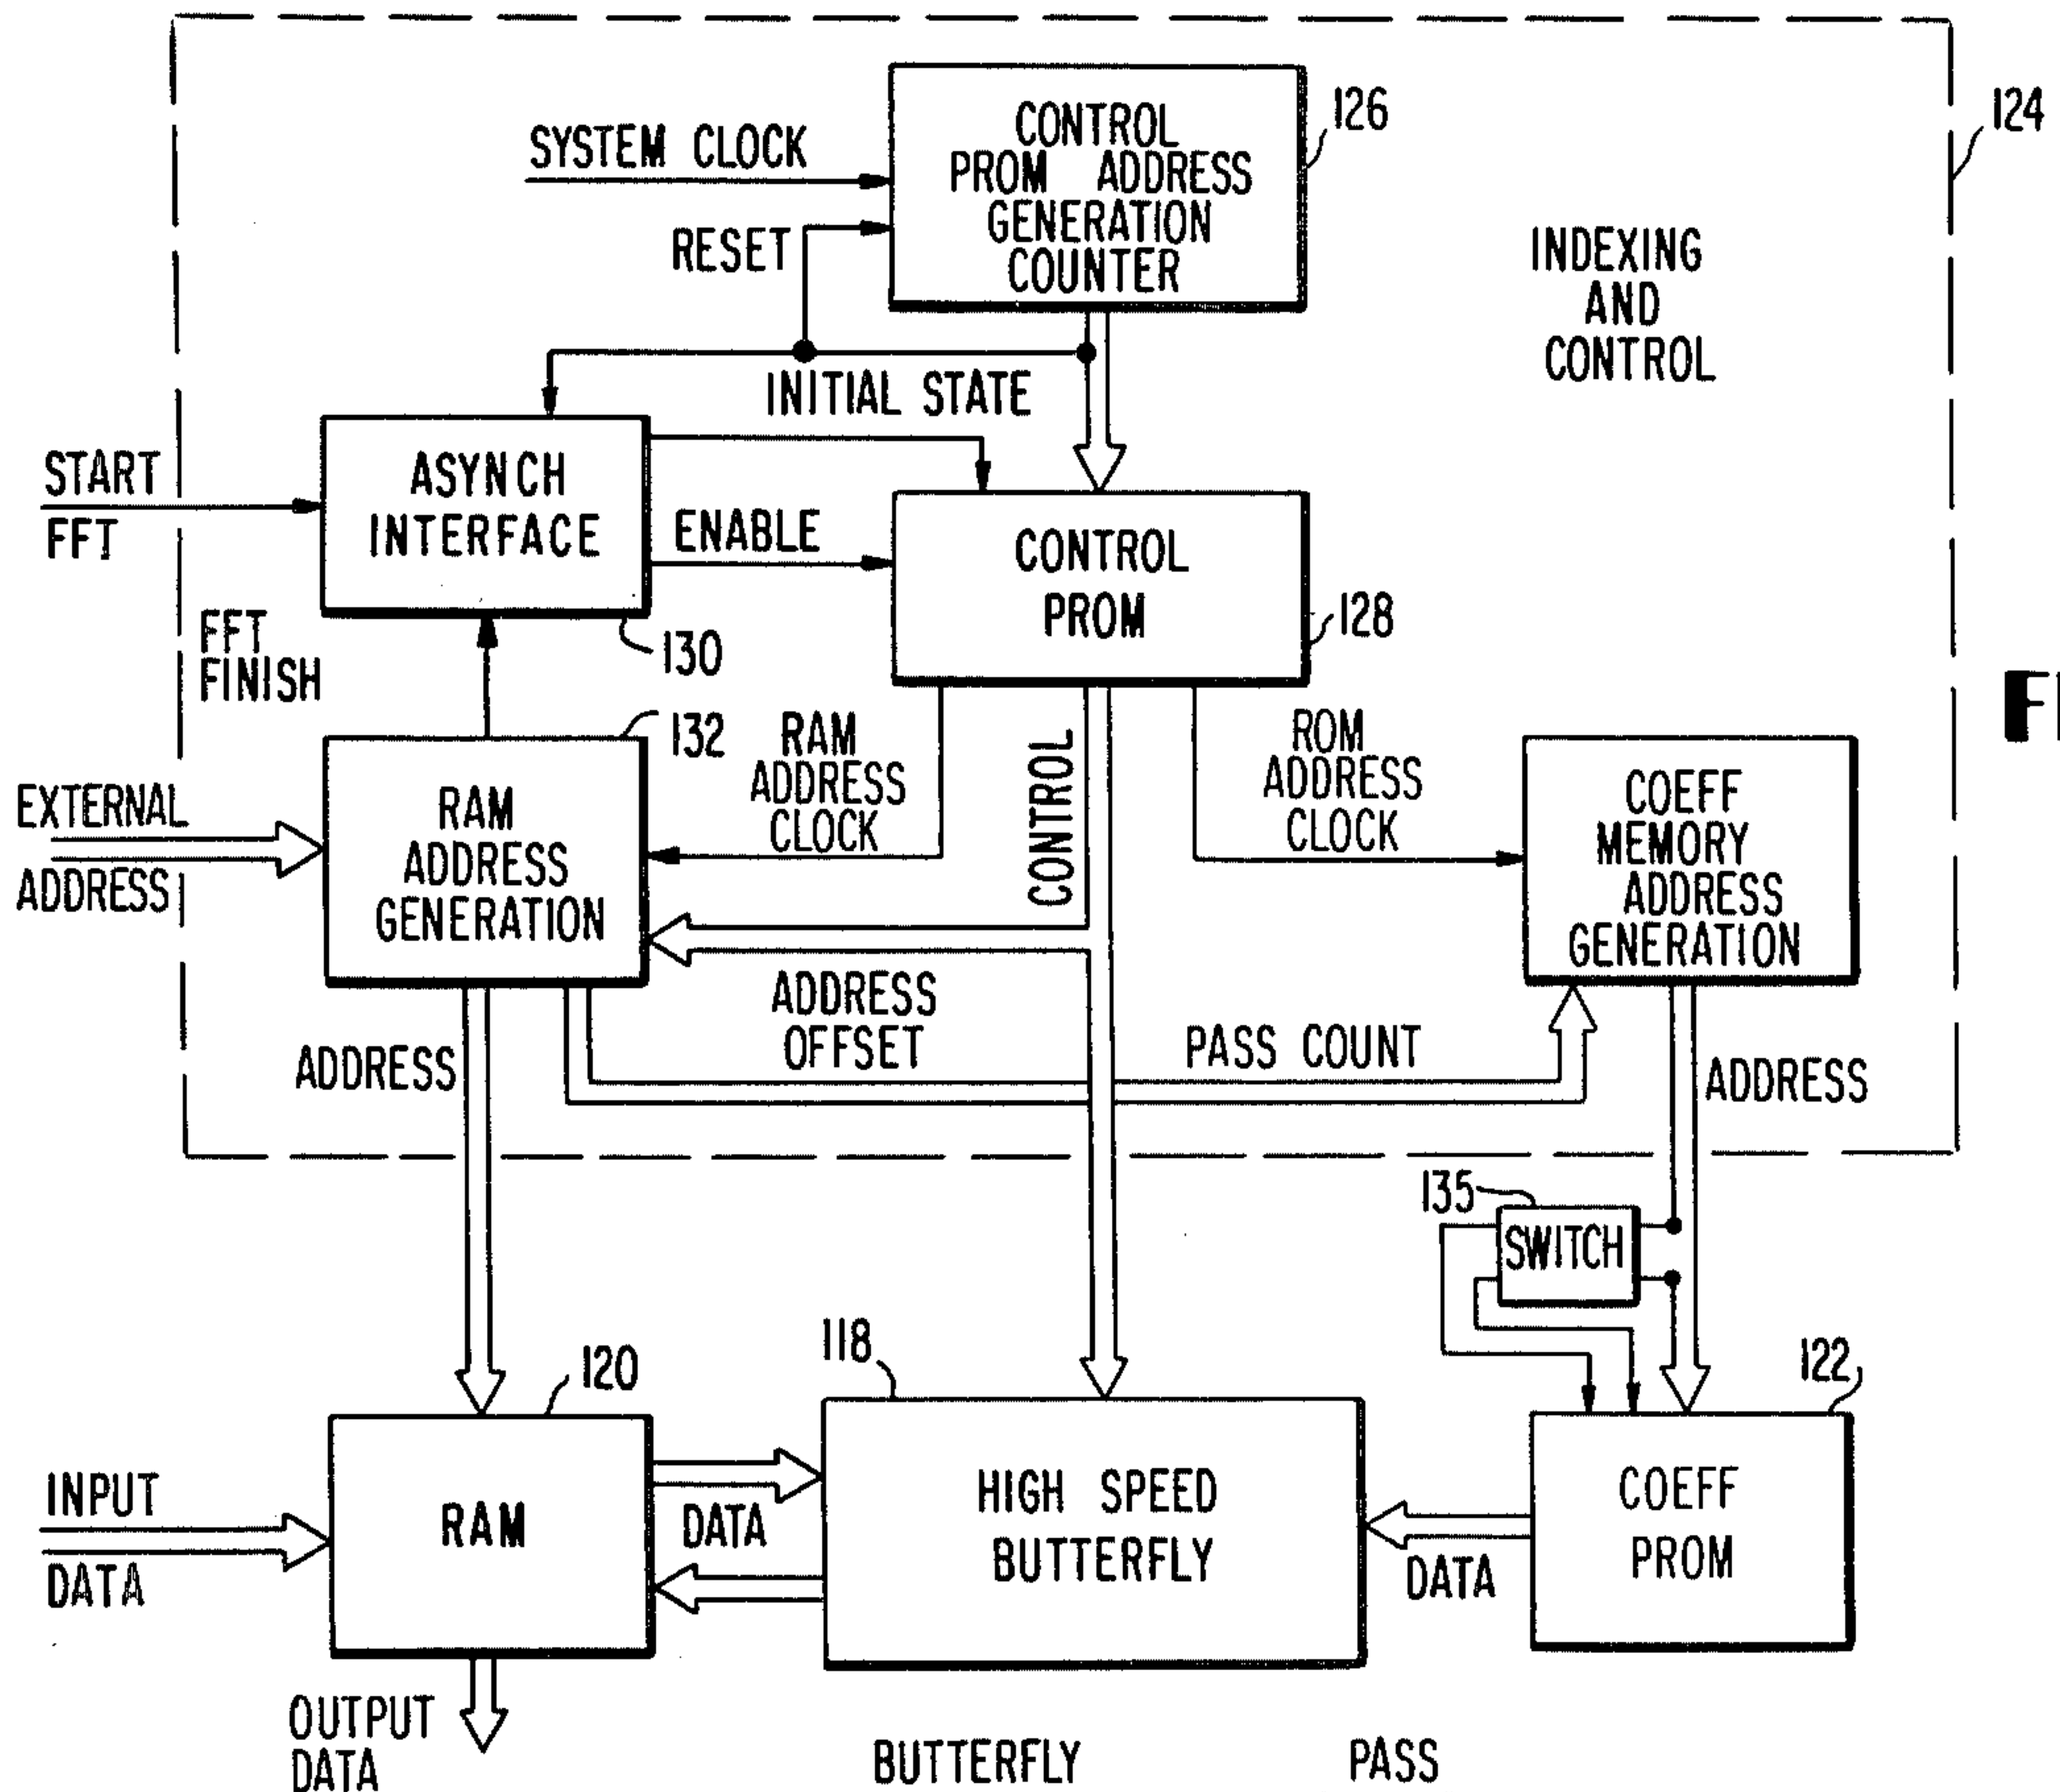 126
CONTROL
PROM ADDRESS
GENERATION
COUNTER
124
SYSTEM CLOCK
RESET
INDEXING
AND
CONTROL
INITIAL STATE
START
FFT
ASYNCH
INTERFACE
ENABLE
CONTROL
PROM
128
130
FFT
FINISH
132
RAM
ADDRESS
CLOCK
CONTROL
ROM
ADDRESS
CLOCK
EXTERNAL
ADDRESS
RAM
ADDRESS
GENERATION
COEFF
MEMORY
ADDRESS
GENERATION
ADDRESS
OFFSET
PASS COUNT
ADDRESS
ADDRESS
135
SWITCH
120
118
122
INPUT
DATA
RAM
DATA
HIGH SPEED
BUTTERFLY
DATA
COEFF
PROM
OUTPUT
DATA
BUTTERFLY PASS